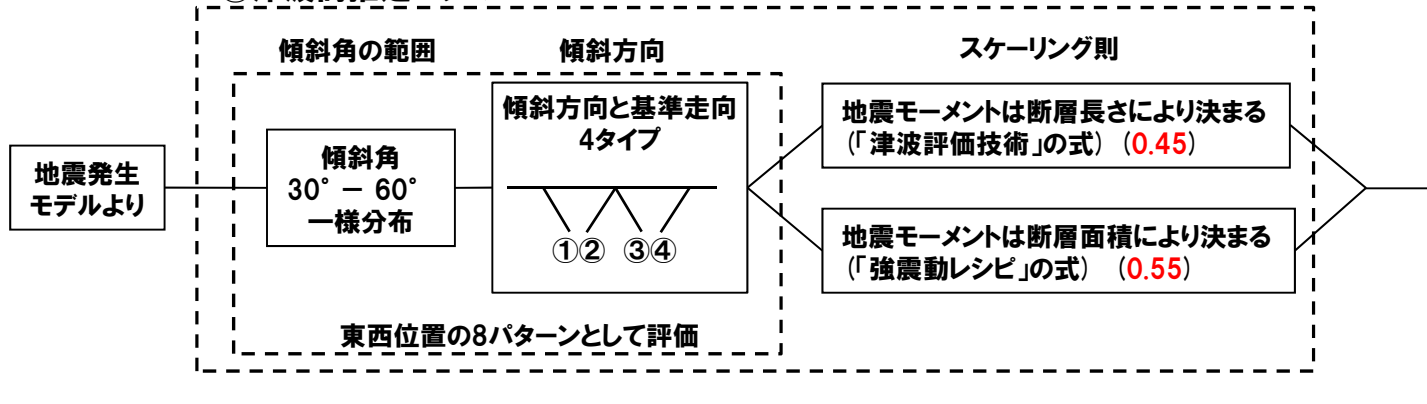 傾斜角の範囲
傾斜方向
スケーリング則
地震発生
モデルより
傾斜角
30° － 60°
一様分布
傾斜方向と基準走向
4タイプ
①② ③④
地震モーメントは断層長さにより決まる
(「津波評価技術」の式) (0.45)
地震モーメントは断層面積により決まる
(「強震動レシピ」の式) (0.55)
東西位置の8パターンとして評価